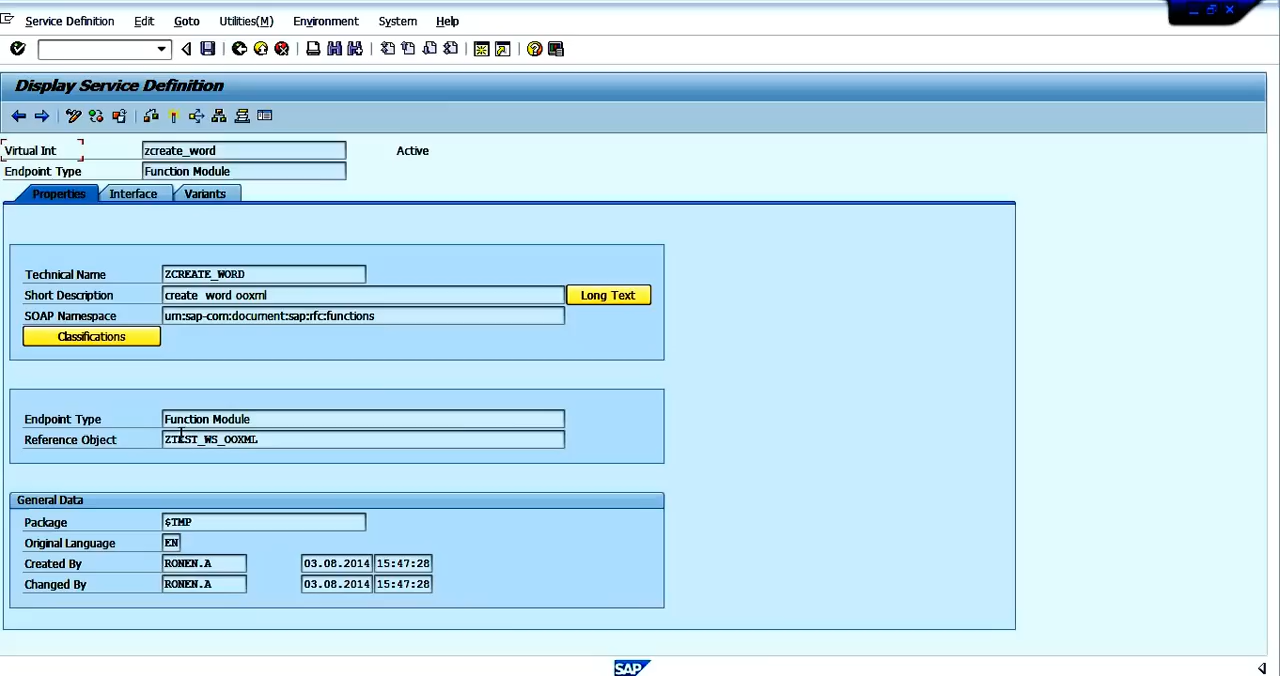 Service Definition Edit Goto Utilities(M) Environment System Help
Display Service Definition
Virtual Int zcreate_word Active
Endpoint Type Function Module
Properties Interface Variants
Technical Name ZCREATE_WORD
Short Description create word ooxml Long Text
SOAP Namespace urn:sap-com:document:sap:rfc:functions
Classifications
Endpoint Type Function Module
Reference Object ZTEST_WS_OOXML
General Data
Package $TMP
Original Language EN
Created By RONEN.A 03.08.2014 15:47:28
Changed By RONEN.A 03.08.2014 15:47:28
SAP